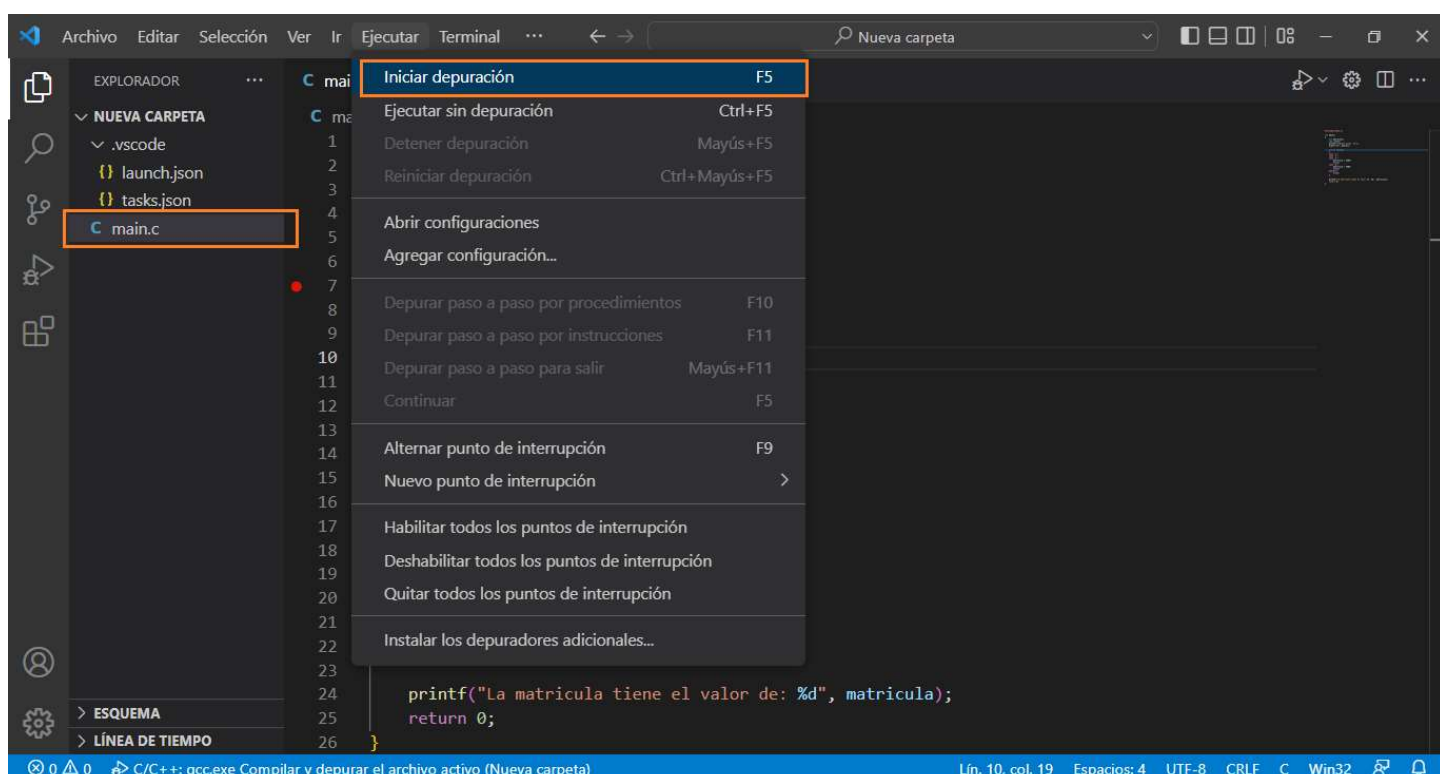 Archivo Editar Selección Ver Ir Ejecutar Terminal ··· Nueva carpeta
EXPLORADOR ···
NUEVA CARPETA
.vscode
{} launch.json
{} tasks.json
C main.c
ESQUEMA
LÍNEA DE TIEMPO
C mai
C ma
Iniciar depuración F5
Ejecutar sin depuración Ctrl+F5
Detener depuración Mayús+F5
Reiniciar depuración Ctrl+Mayús+F5
Abrir configuraciones
Agregar configuración...
Depurar paso a paso por procedimientos F10
Depurar paso a paso por instrucciones F11
Depurar paso a paso para salir Mayús+F11
Continuar F5
Alternar punto de interrupción F9
Nuevo punto de interrupción
Habilitar todos los puntos de interrupción
Deshabilitar todos los puntos de interrupción
Quitar todos los puntos de interrupción
Instalar los depuradores adicionales...
1
2
3
4
5
6
7
8
9
10
11
12
13
14
15
16
17
18
19
20
21
22
23
24 printf("La matricula tiene el valor de: %d", matricula);
25 return 0;
26 }
0 0 C/C++: gcc.exe Compilar y depurar el archivo activo (Nueva carpeta) Lín. 10, col. 19 Espacios: 4 UTF-8 CRLF C Win32